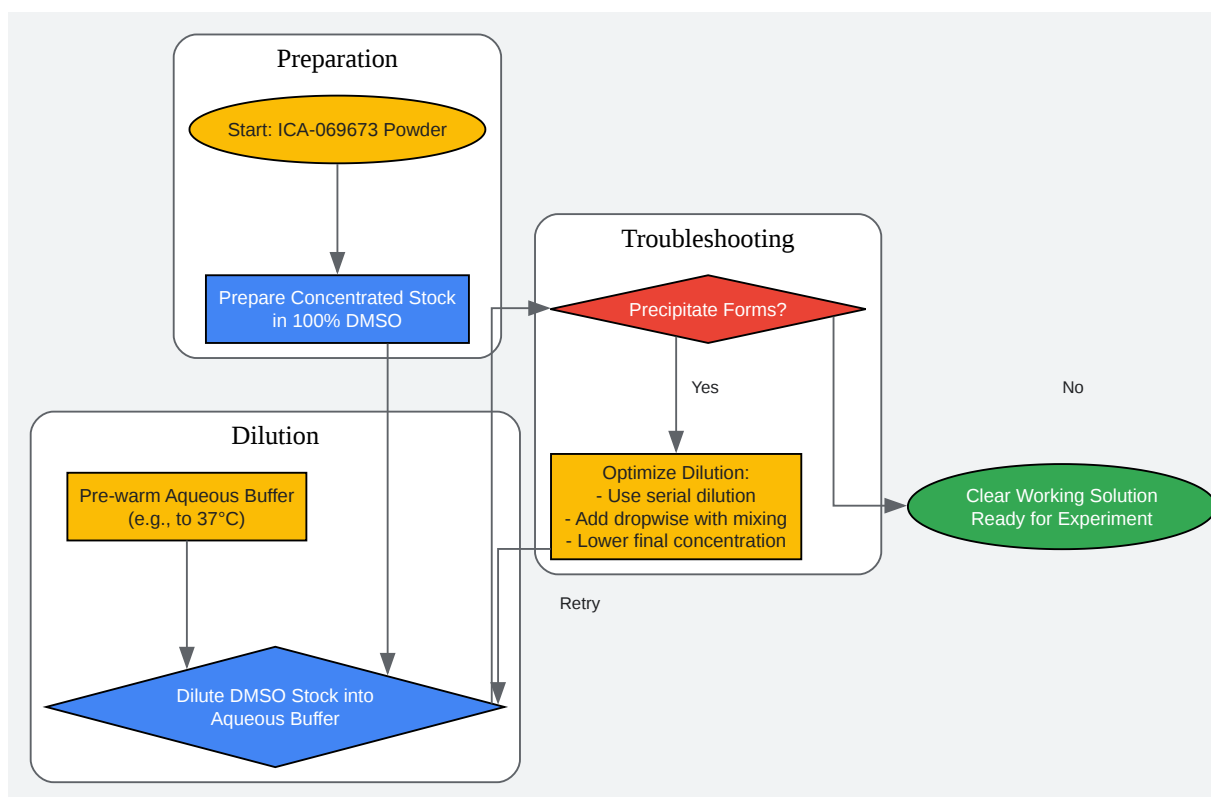 Preparation
Start: ICA-069673 Powder
Prepare Concentrated Stock
in 100% DMSO
Troubleshooting
Precipitate Forms?
Yes
No
Optimize Dilution:
- Use serial dilution
- Add dropwise with mixing
- Lower final concentration
Clear Working Solution
Ready for Experiment
Retry
Dilution
Pre-warm Aqueous Buffer
(e.g., to 37°C)
Dilute DMSO Stock into
Aqueous Buffer